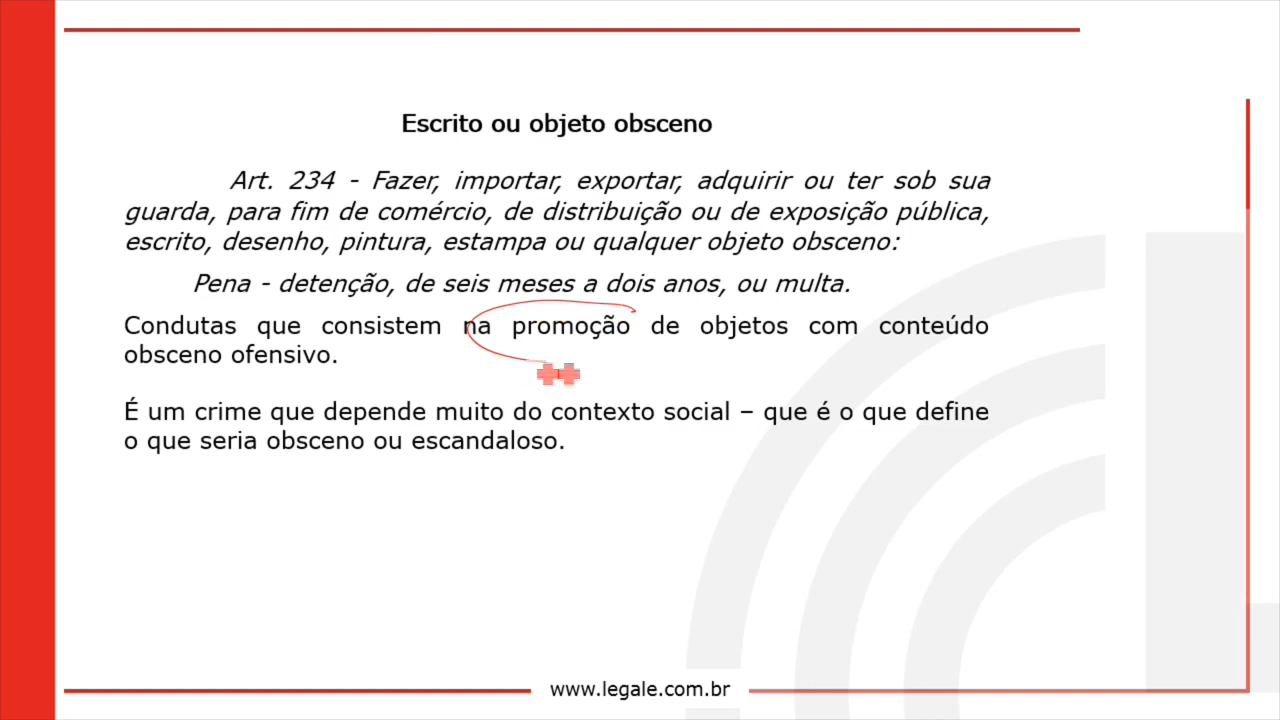 Escrito ou objeto obsceno
Art. 234 - Fazer, importar, exportar, adquirir ou ter sob sua
guarda, para fim de comércio, de distribuição ou de exposição pública,
escrito, desenho, pintura, estampa ou qualquer objeto obsceno:
Pena - detenção, de seis meses a dois anos, ou multa.
Condutas que consistem na promoção de objetos com conteúdo
obsceno ofensivo.
É um crime que depende muito do contexto social – que é o que define
o que seria obsceno ou escandaloso.
www.legale.com.br